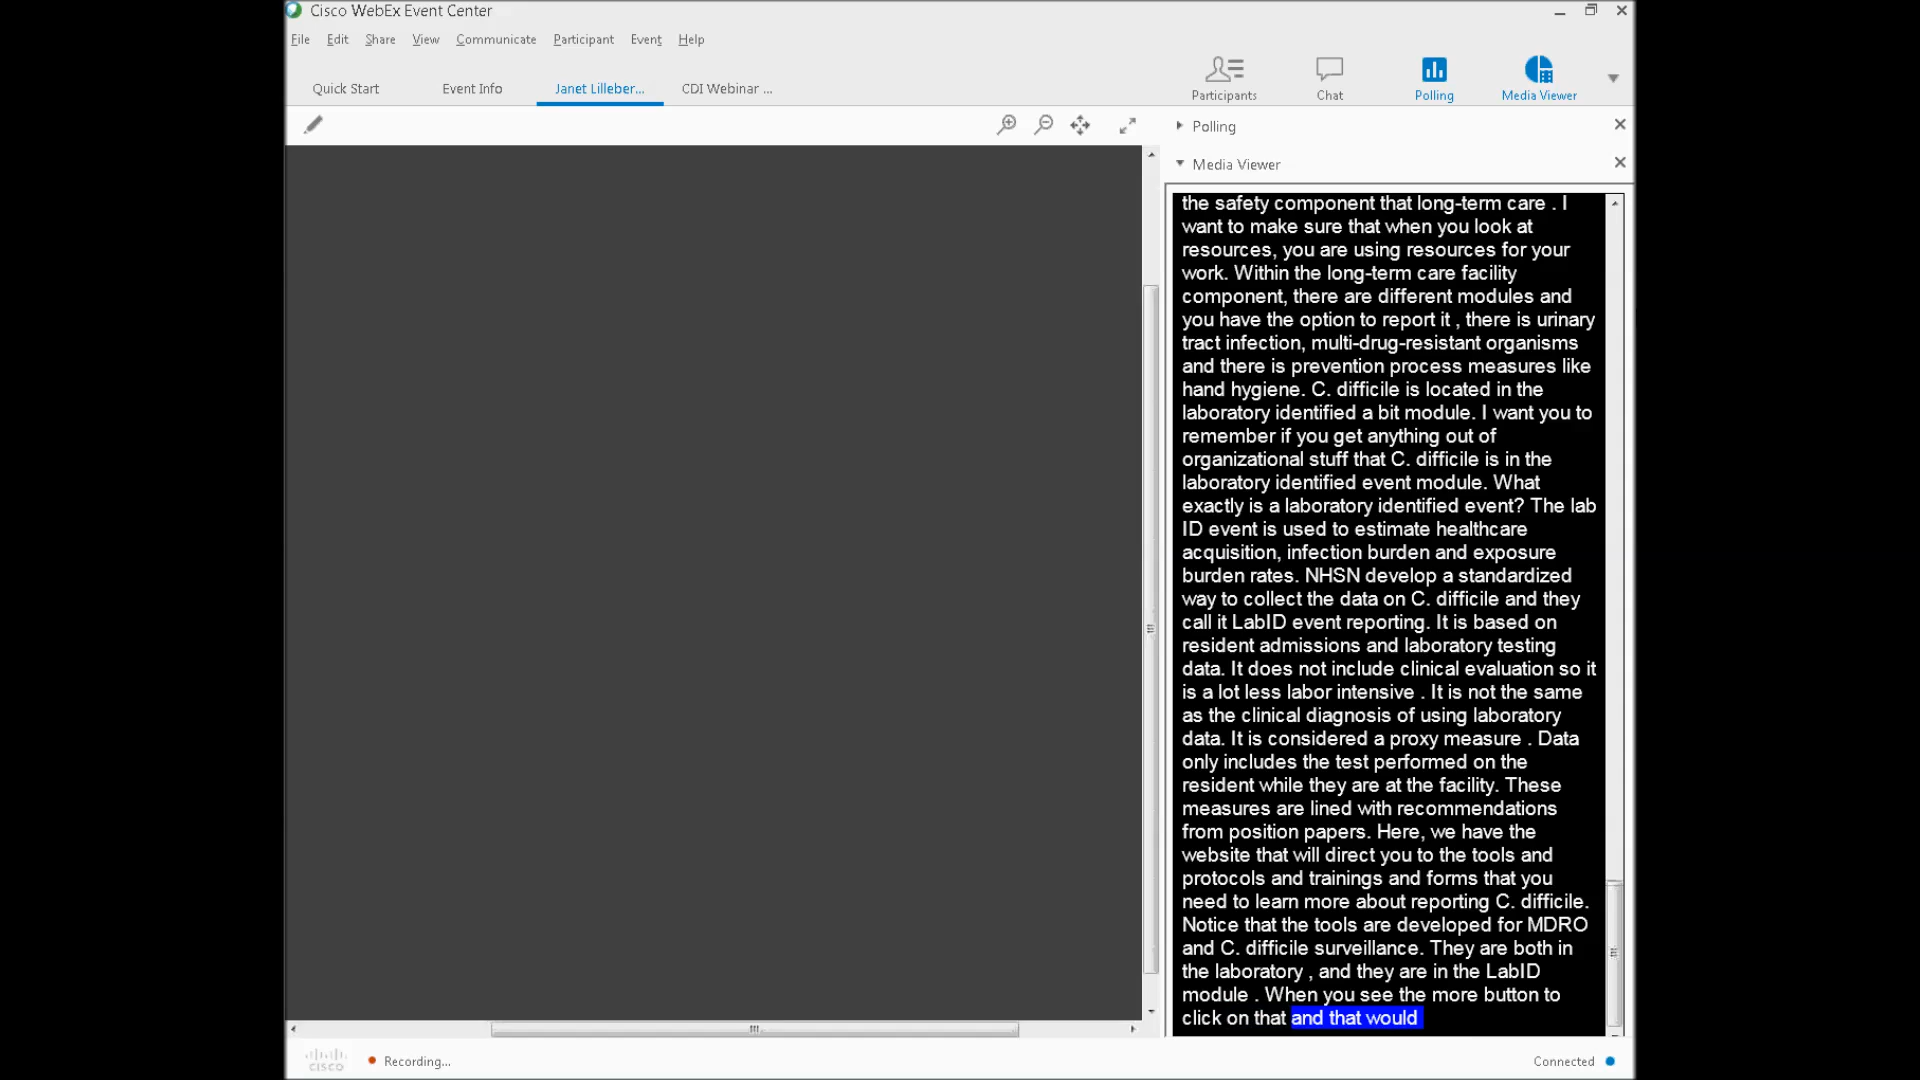 Cisco WebEx Event Center
File Edit Share View Communicate Participant Event Help
Quick Start Event Info Janet Lilleber... CDI Webinar ...
Participants Chat Polling Media Viewer
Polling
Media Viewer
the safety component that long-term care . I
want to make sure that when you look at
resources, you are using resources for your
work. Within the long-term care facility
component, there are different modules and
you have the option to report it , there is urinary
tract infection, multi-drug-resistant organisms
and there is prevention process measures like
hand hygiene. C. difficile is located in the
laboratory identified a bit module. I want you to
remember if you get anything out of
organizational stuff that C. difficile is in the
laboratory identified event module. What
exactly is a laboratory identified event? The lab
ID event is used to estimate healthcare
acquisition, infection burden and exposure
burden rates. NHSN develop a standardized
way to collect the data on C. difficile and they
call it LabID event reporting. It is based on
resident admissions and laboratory testing
data. It does not include clinical evaluation so it
is a lot less labor intensive . It is not the same
as the clinical diagnosis of using laboratory
data. It is considered a proxy measure . Data
only includes the test performed on the
resident while they are at the facility. These
measures are lined with recommendations
from position papers. Here, we have the
website that will direct you to the tools and
protocols and trainings and forms that you
need to learn more about reporting C. difficile.
Notice that the tools are developed for MDRO
and C. difficile surveillance. They are both in
the laboratory , and they are in the LabID
module . When you see the more button to
click on that and that would
cisco Recording... Connected